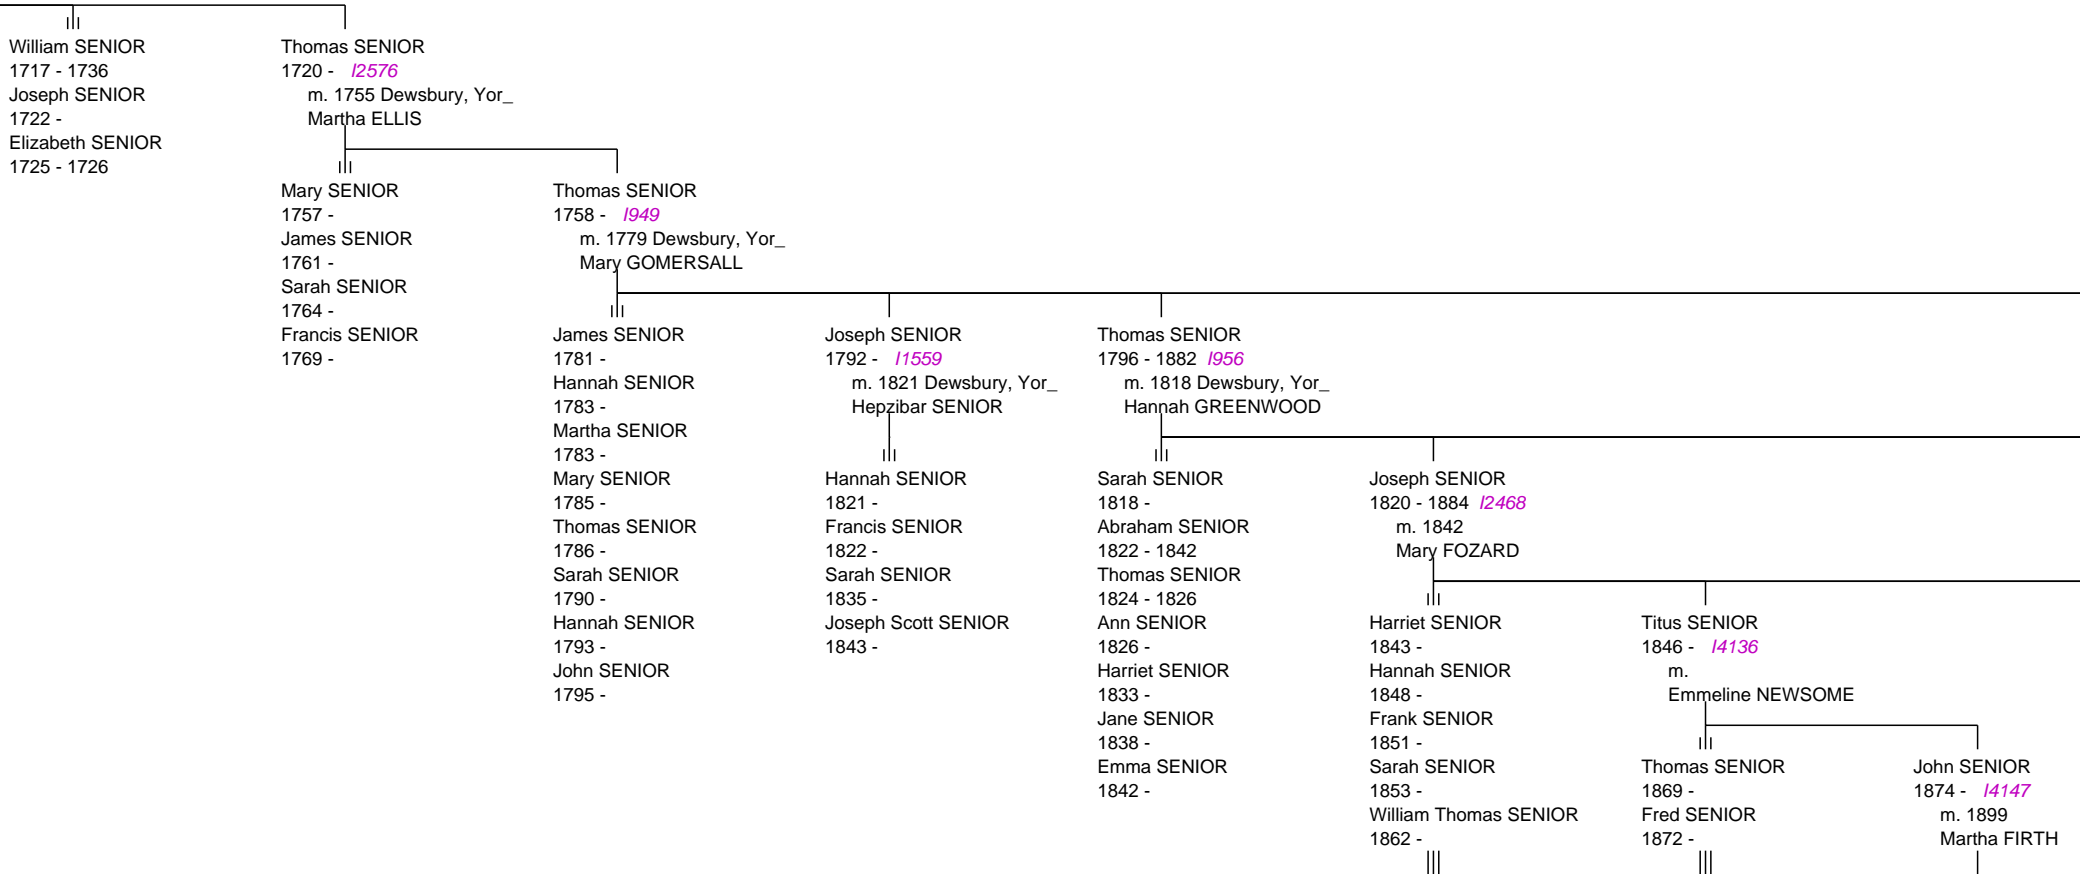 William SENIOR
1717 - 1736
Joseph SENIOR
1722 -
Elizabeth SENIOR
1725 - 1726
Thomas SENIOR
1720 - I2576
m. 1755 Dewsbury, Yor_
Martha ELLIS
Mary SENIOR
1757 -
James SENIOR
1761 -
Sarah SENIOR
1764 -
Francis SENIOR
1769 -
Thomas SENIOR
1758 - I949
m. 1779 Dewsbury, Yor_
Mary GOMERSALL
James SENIOR
1781 -
Hannah SENIOR
1783 -
Martha SENIOR
1783 -
Mary SENIOR
1785 -
Thomas SENIOR
1786 -
Sarah SENIOR
1790 -
Hannah SENIOR
1793 -
John SENIOR
1795 -
Joseph SENIOR
1792 - I1559
m. 1821 Dewsbury, Yor_
Hepzibar SENIOR
Hannah SENIOR
1821 -
Francis SENIOR
1822 -
Sarah SENIOR
1835 -
Joseph Scott SENIOR
1843 -
Thomas SENIOR
1796 - 1882 I956
m. 1818 Dewsbury, Yor_
Hannah GREENWOOD
Sarah SENIOR
1818 -
Abraham SENIOR
1822 - 1842
Thomas SENIOR
1824 - 1826
Ann SENIOR
1826 -
Harriet SENIOR
1833 -
Jane SENIOR
1838 -
Emma SENIOR
1842 -
Joseph SENIOR
1820 - 1884 I2468
m. 1842
Mary FOZARD
Harriet SENIOR
1843 -
Hannah SENIOR
1848 -
Frank SENIOR
1851 -
Sarah SENIOR
1853 -
William Thomas SENIOR
1862 -
Titus SENIOR
1846 - I4136
m.
Emmeline NEWSOME
Thomas SENIOR
1869 -
Fred SENIOR
1872 -
John SENIOR
1874 - I4147
m. 1899
Martha FIRTH